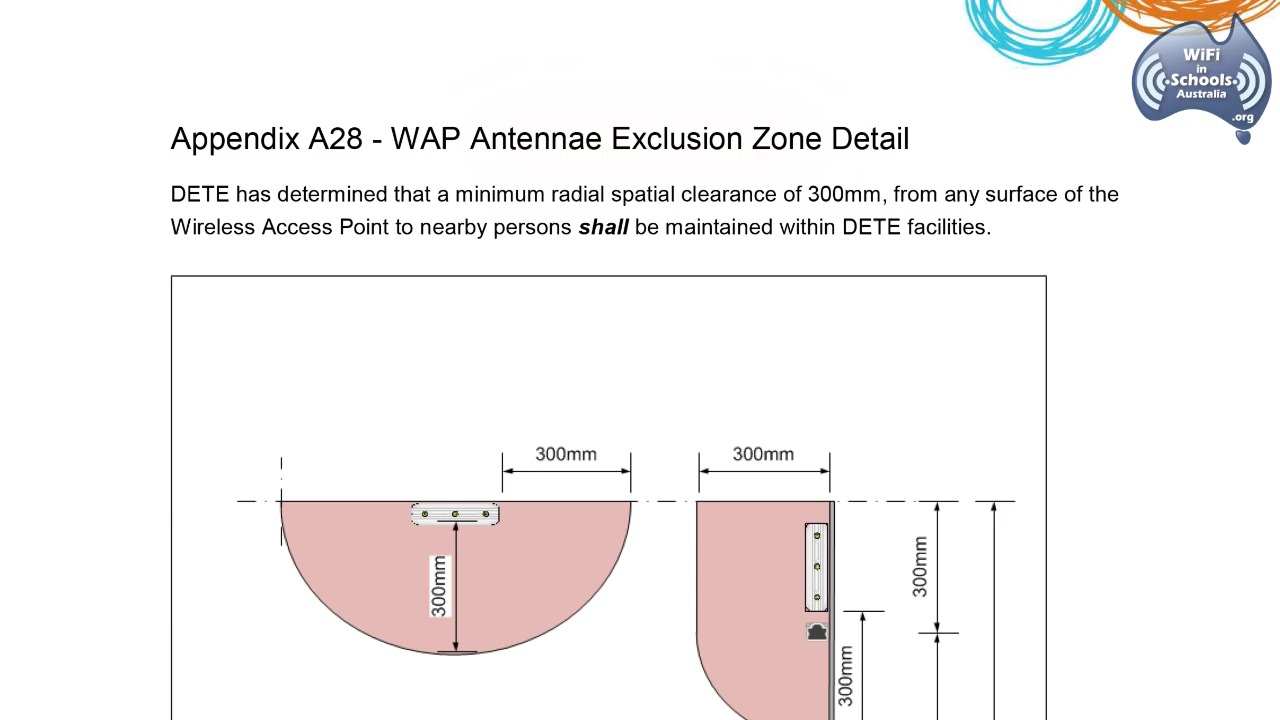 WiFi
in
Schools
Australia
.org
Appendix A28 - WAP Antennae Exclusion Zone Detail
DETE has determined that a minimum radial spatial clearance of 300mm, from any surface of the
Wireless Access Point to nearby persons shall be maintained within DETE facilities.
300mm
300mm
300mm
300mm
300mm